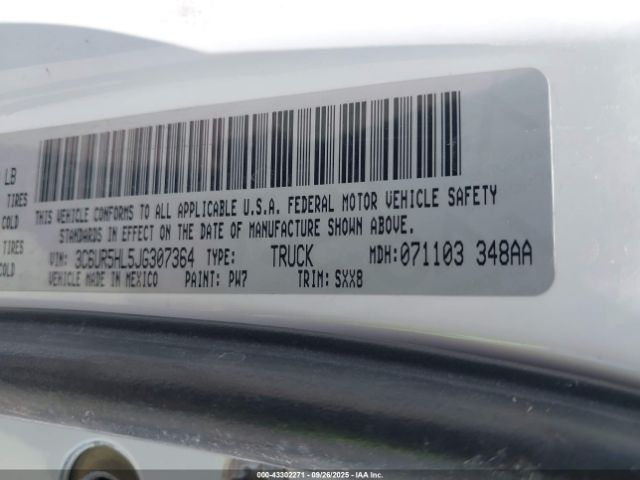 LB
TIRES
COLD
TIRES
COLD
THIS VEHICLE CONFORMS TO ALL APPLICABLE U.S.A. FEDERAL MOTOR VEHICLE SAFETY
STANDARDS IN EFFECT ON THE DATE OF MANUFACTURE SHOWN ABOVE.
VIN: 3C6UR5HL5JG307364 TYPE: TRUCK MDH: 071103 348AA
VEHICLE MADE IN MEXICO PAINT: PW7 TRIM: SXX8
000-43302271 - 09/26/2025 - IAAI.COM